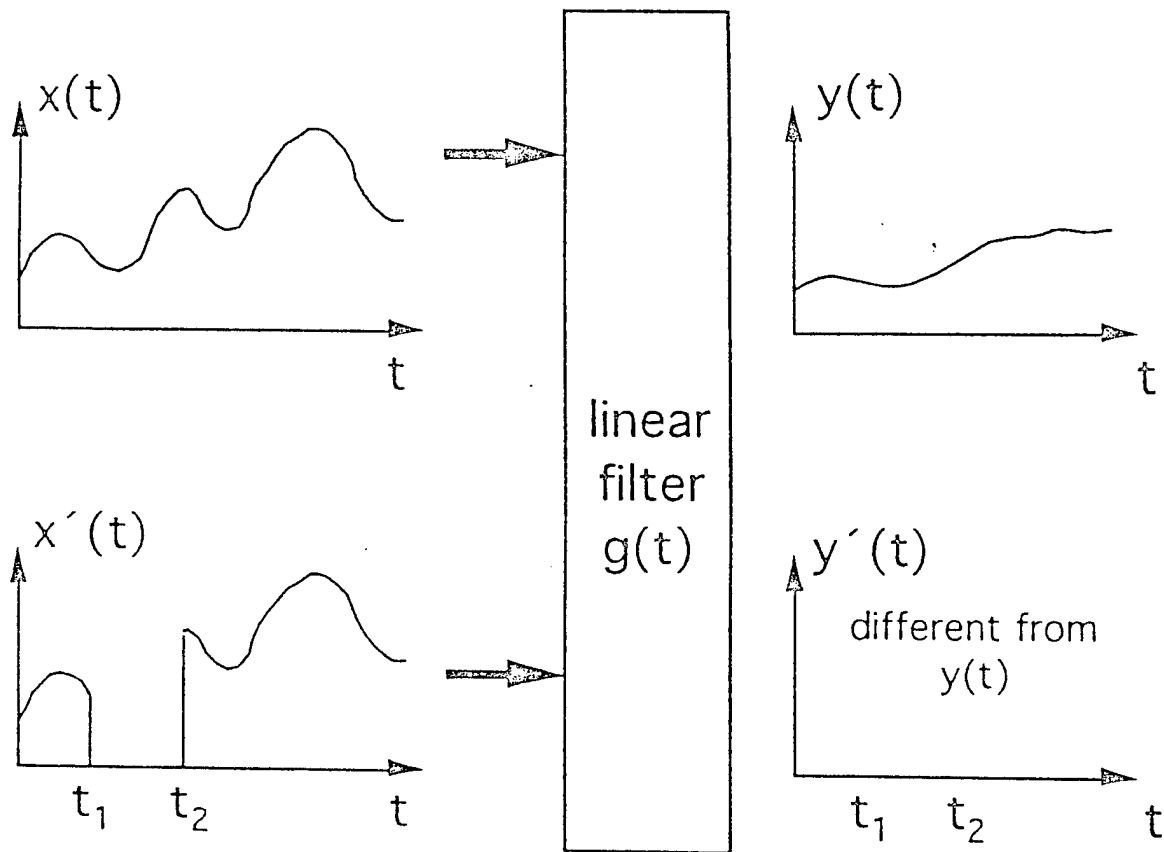 x(t)
t
y(t)
t
linear
filter
g(t)
x´(t)
t₁
t₂
t
y´(t)
different from
y(t)
t₁
t₂
t